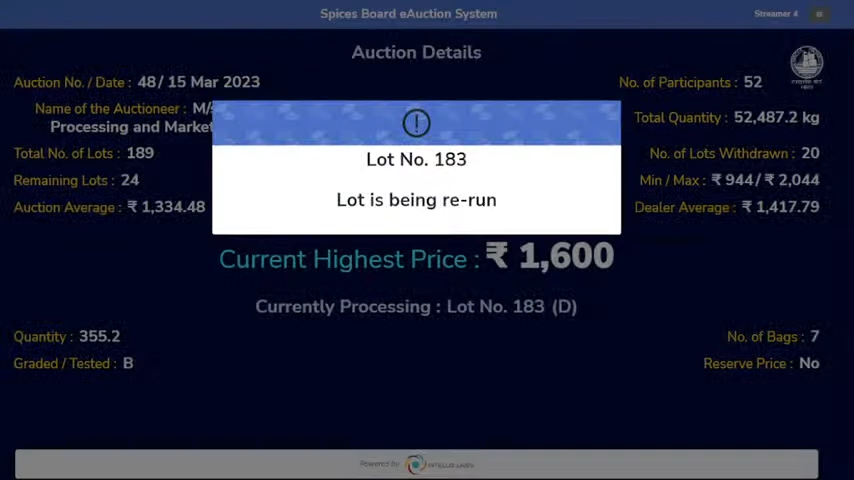 Spices Board eAuction System
Streamer 4
Auction Details
Auction No. / Date : 48/ 15 Mar 2023
No. of Participants : 52
Name of the Auctioneer : M/
Processing and Market
Total Quantity : 52,487.2 kg
Total No. of Lots : 189
No. of Lots Withdrawn : 20
Remaining Lots : 24
Min / Max : ₹ 944/ ₹ 2,044
Auction Average : ₹ 1,334.48
Dealer Average : ₹ 1,417.79
Lot No. 183
Lot is being re-run
Current Highest Price : ₹ 1,600
Currently Processing : Lot No. 183 (D)
Quantity : 355.2
No. of Bags : 7
Graded / Tested : B
Reserve Price : No
Powered by